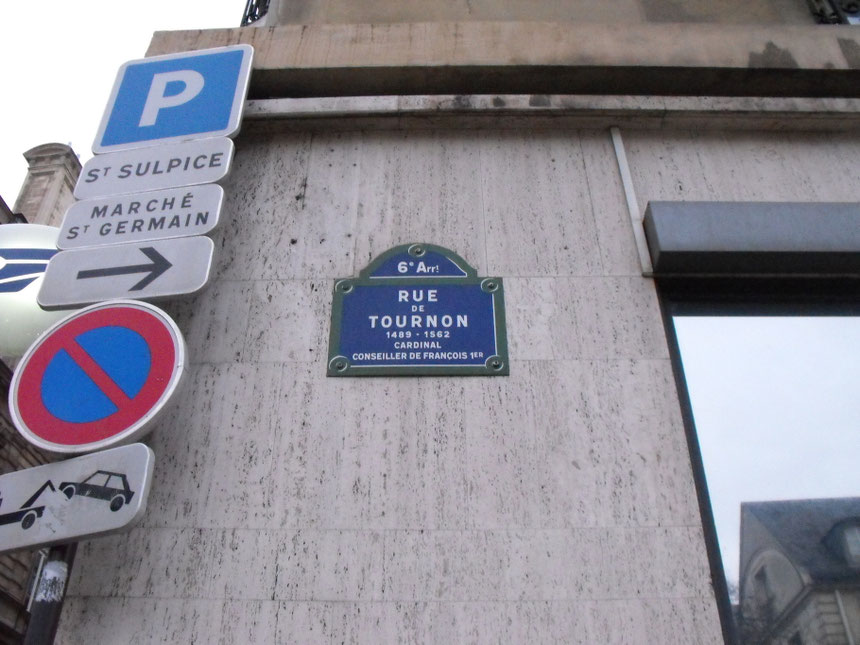 P
ST SULPICE
MARCHÉ
ST GERMAIN
6e Arrt
RUE
DE
TOURNON
1489 - 1562
CARDINAL
CONSEILLER DE FRANÇOIS 1ER